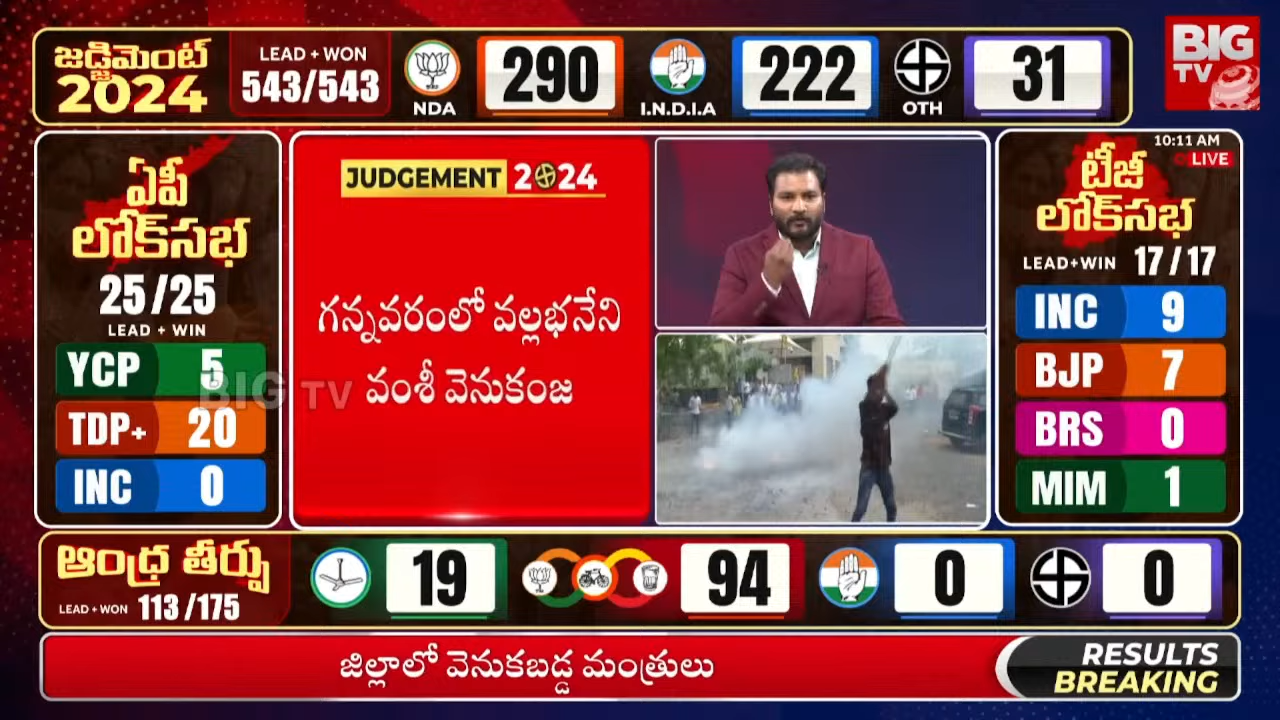 జడ్జిమెంట్
2024
LEAD + WON
543/543
NDA
290
I.N.D.I.A
222
OTH
31
BIG
TV
ఏపీ
లోక్‌సభ
25/25
LEAD + WIN
YCP 5
TDP+ 20
INC 0
JUDGEMENT 2024
గన్నవరంలో వల్లభనేని
వంశీ వెనుకంజ
BIG TV
10:11 AM
LIVE
టీజీ
లోక్‌సభ
LEAD+WIN 17/17
INC 9
BJP 7
BRS 0
MIM 1
ఆంధ్ర తీర్పు
LEAD + WON 113/175
19
94
0
0
జిల్లాలో వెనుకబడ్డ మంత్రులు
RESULTS
BREAKING